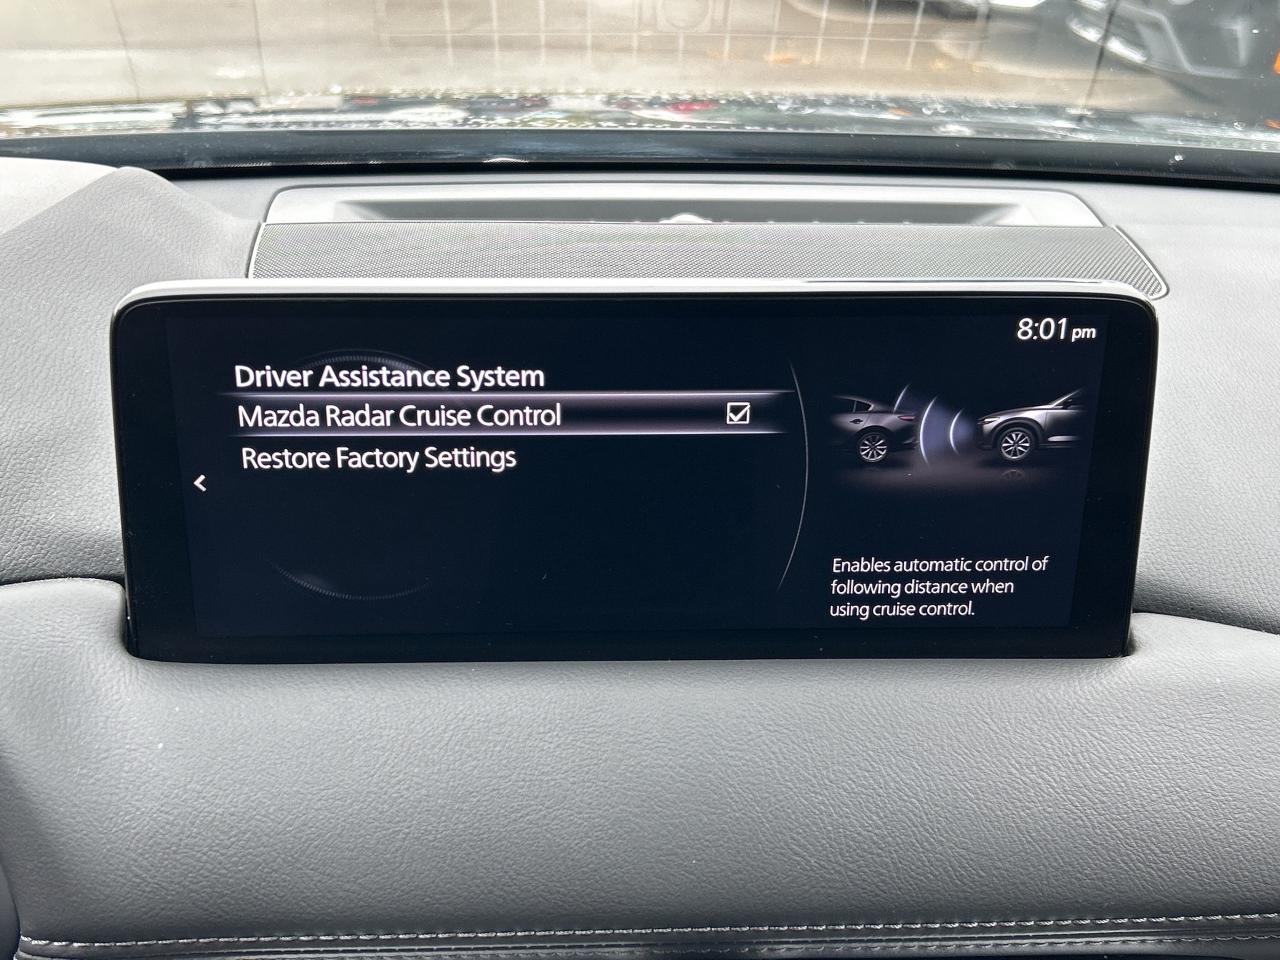 8:01 pm
Driver Assistance System
Mazda Radar Cruise Control
Restore Factory Settings
Enables automatic control of
following distance when
using cruise control.